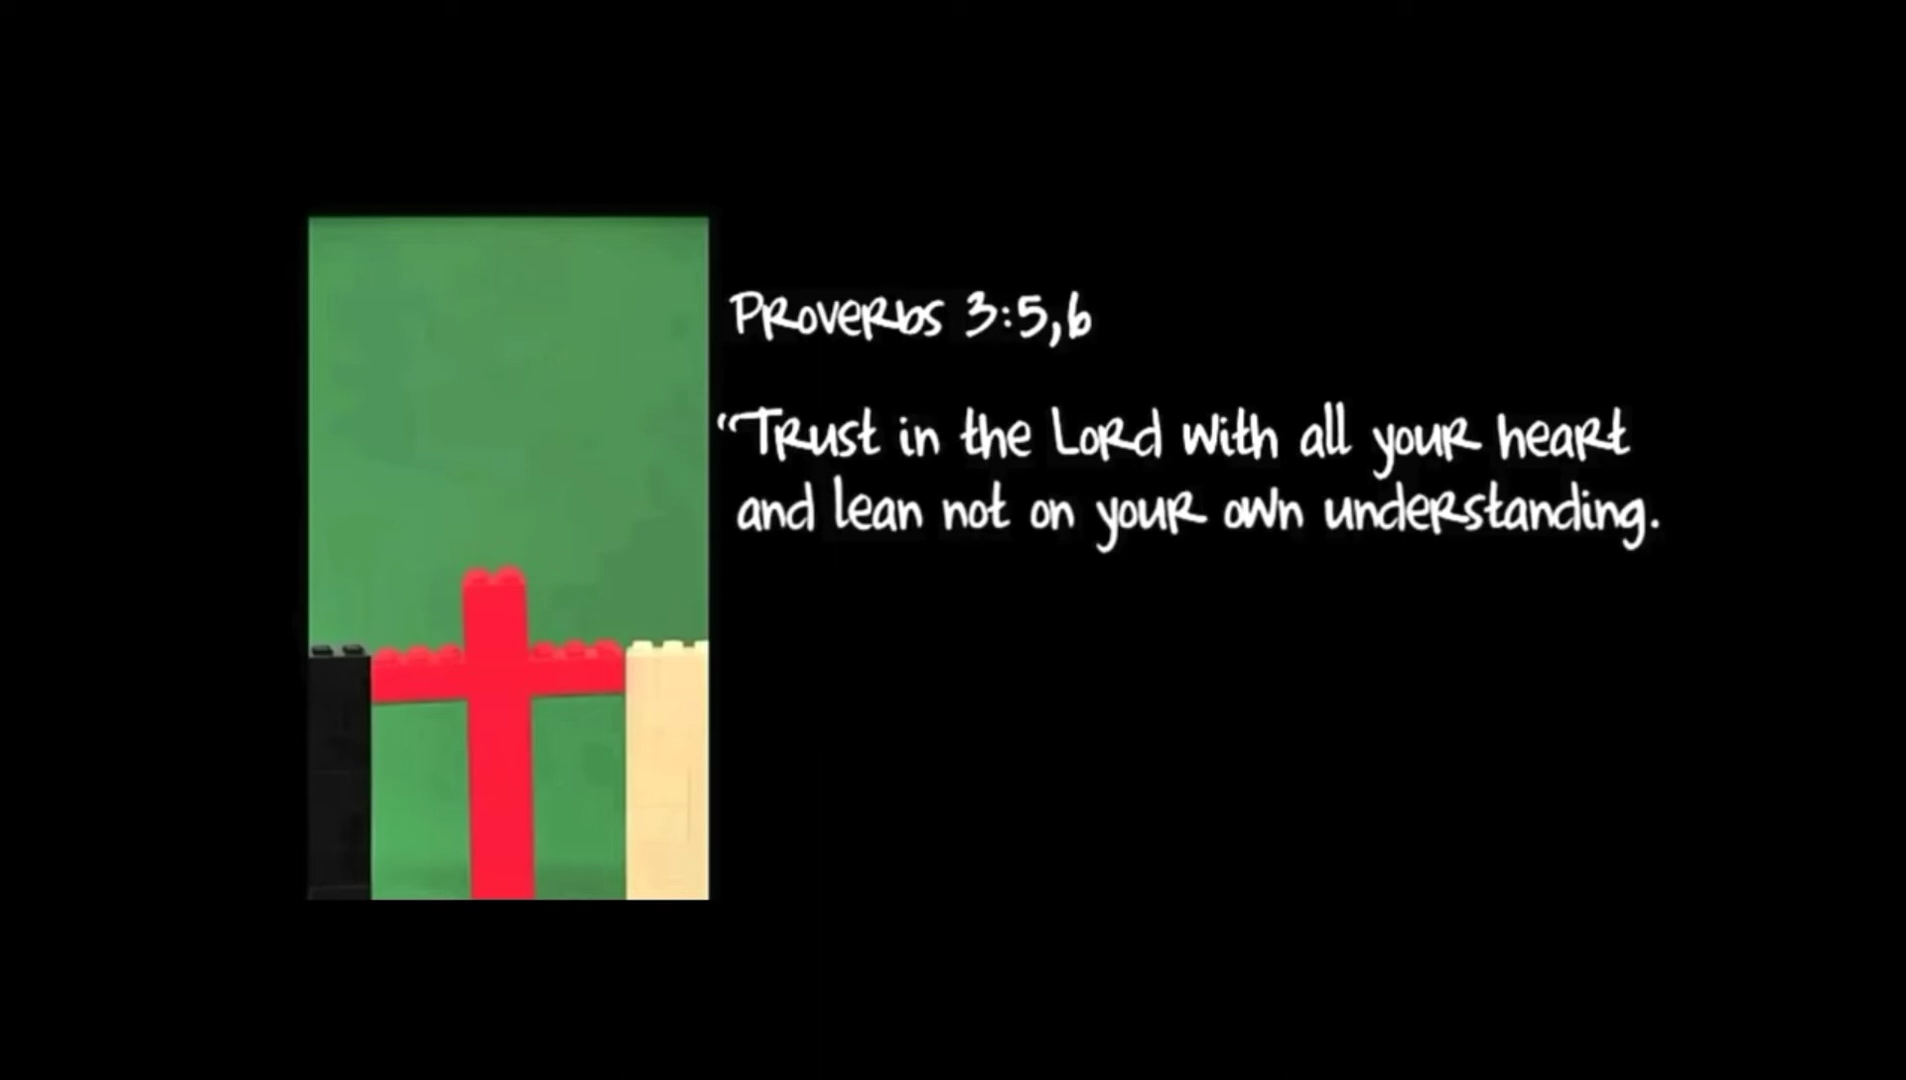 Proverbs 3:5,6
“Trust in the Lord with all your heart
and lean not on your own understanding.